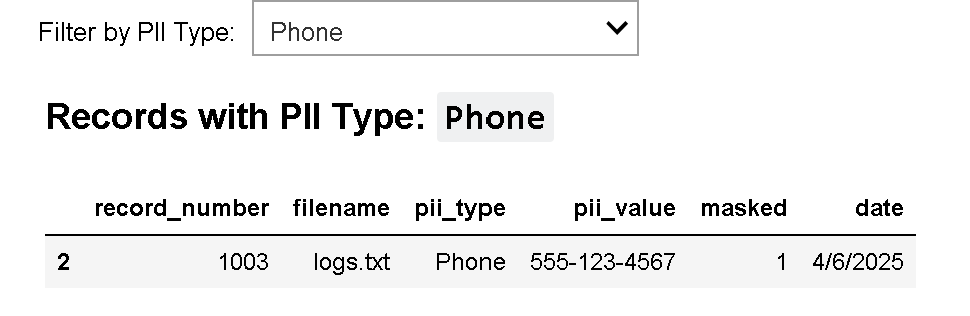 Filter by PII Type: Phone
Records with PII Type: Phone
record_number filename pii_type pii_value masked date
2 1003 logs.txt Phone 555-123-4567 1 4/6/2025